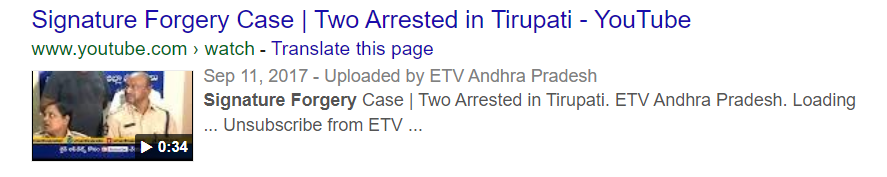 Signature Forgery Case | Two Arrested in Tirupati - YouTube
www.youtube.com › watch - Translate this page
Sep 11, 2017 - Uploaded by ETV Andhra Pradesh
Signature Forgery Case | Two Arrested in Tirupati. ETV Andhra Pradesh. Loading
... Unsubscribe from ETV ...
0:34